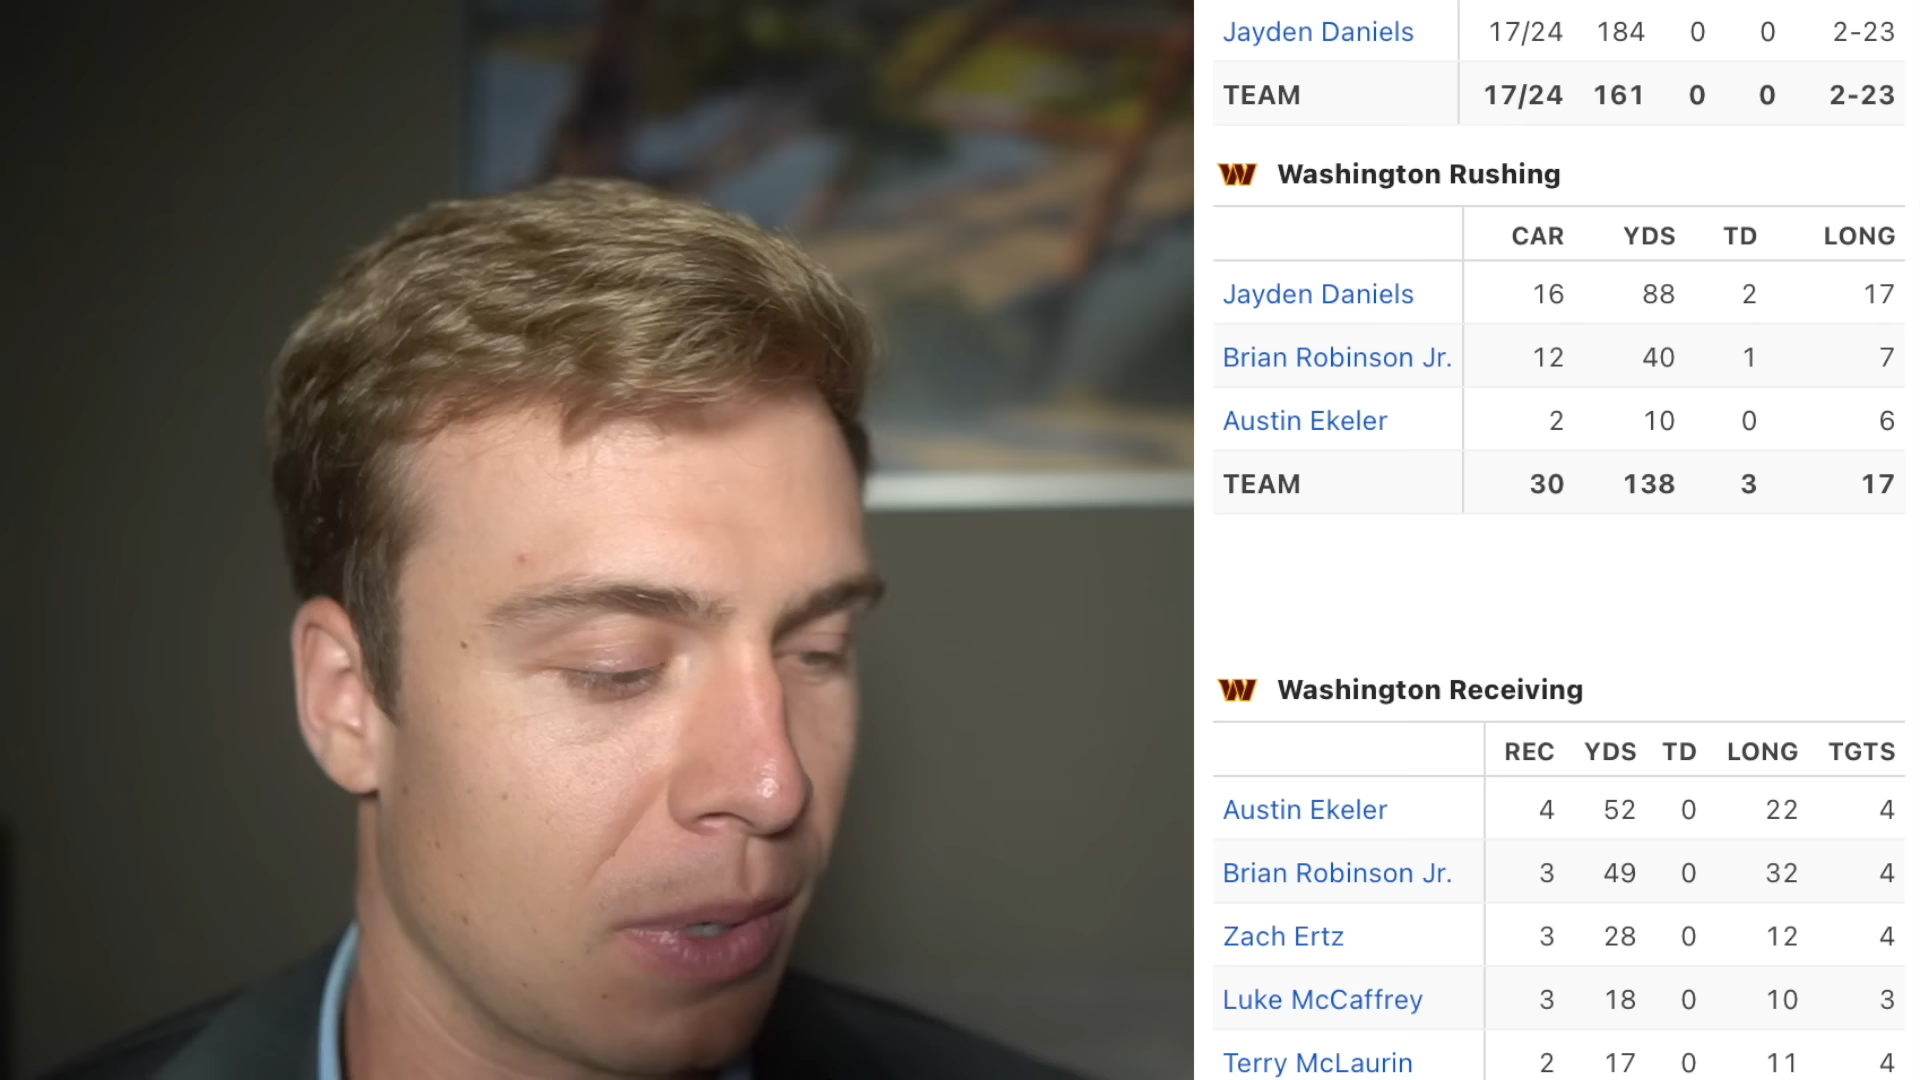 Jayden Daniels 17/24 184 0 0 2-23
TEAM 17/24 161 0 0 2-23
Washington Rushing
CAR YDS TD LONG
Jayden Daniels 16 88 2 17
Brian Robinson Jr. 12 40 1 7
Austin Ekeler 2 10 0 6
TEAM 30 138 3 17
Washington Receiving
REC YDS TD LONG TGTS
Austin Ekeler 4 52 0 22 4
Brian Robinson Jr. 3 49 0 32 4
Zach Ertz 3 28 0 12 4
Luke McCaffrey 3 18 0 10 3
Terry McLaurin 2 17 0 11 4